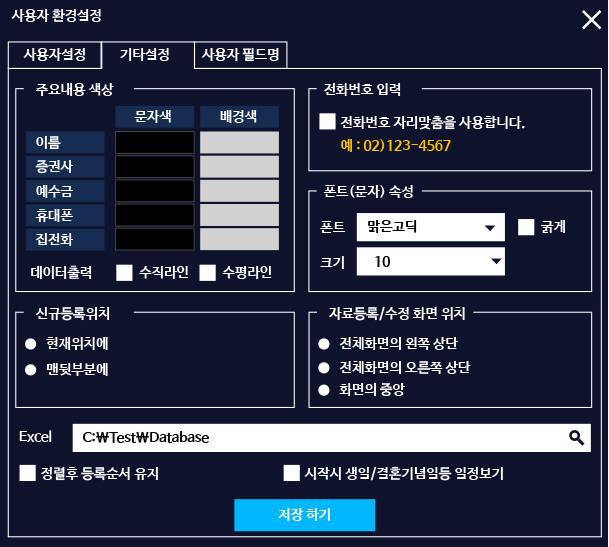 사용자 환경설정
사용자설정 기타설정 사용자 필드명
주요내용 색상
문자색 배경색
이름
증권사
예수금
휴대폰
집전화
데이터출력 수직라인 수평라인
전화번호 입력
전화번호 자리맞춤을 사용합니다.
예 : 02)123-4567
폰트(문자) 속성
폰트 맑은고딕 굵게
크기 10
신규등록위치
현재위치에
맨뒷부분에
자료등록/수정 화면 위치
전체화면의 왼쪽 상단
전체화면의 오른쪽 상단
화면의 중앙
Excel C:₩Test₩Database
정렬후 등록순서 유지 시작시 생일/결혼기념일등 일정보기
저장 하기